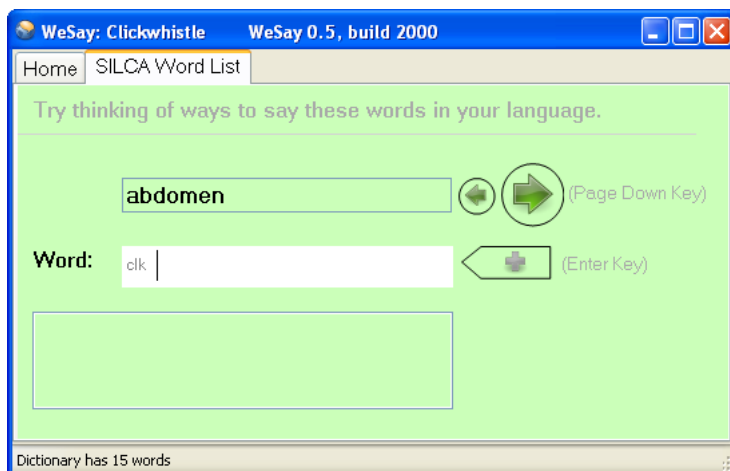 WeSay: Clickwhistle WeSay 0.5, build 2000
Home SILCA Word List
Try thinking of ways to say these words in your language.
abdomen (Page Down Key)
Word: clk (Enter Key)
Dictionary has 15 words